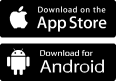 Download on the
App Store
Download for
Android